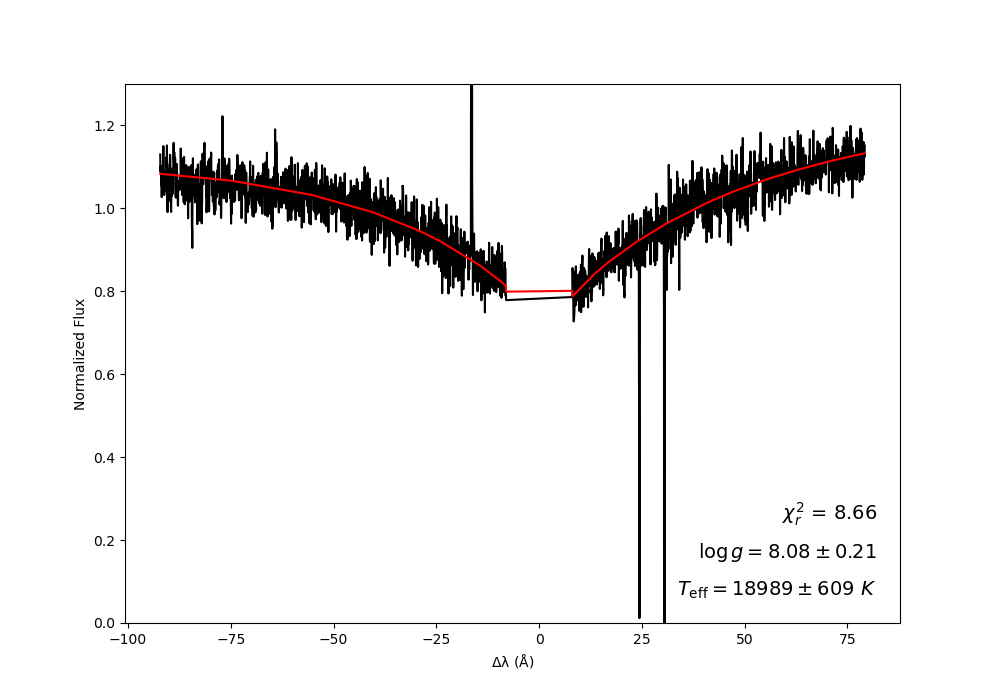 1.2
1.0
0.8
0.6
0.4
0.2
0.0
Normalized Flux
χ²ᵣ = 8.66
log g = 8.08 ± 0.21
T_eff = 18989 ± 609 K
−100 −75 −50 −25 0 25 50 75
Δλ (Å)